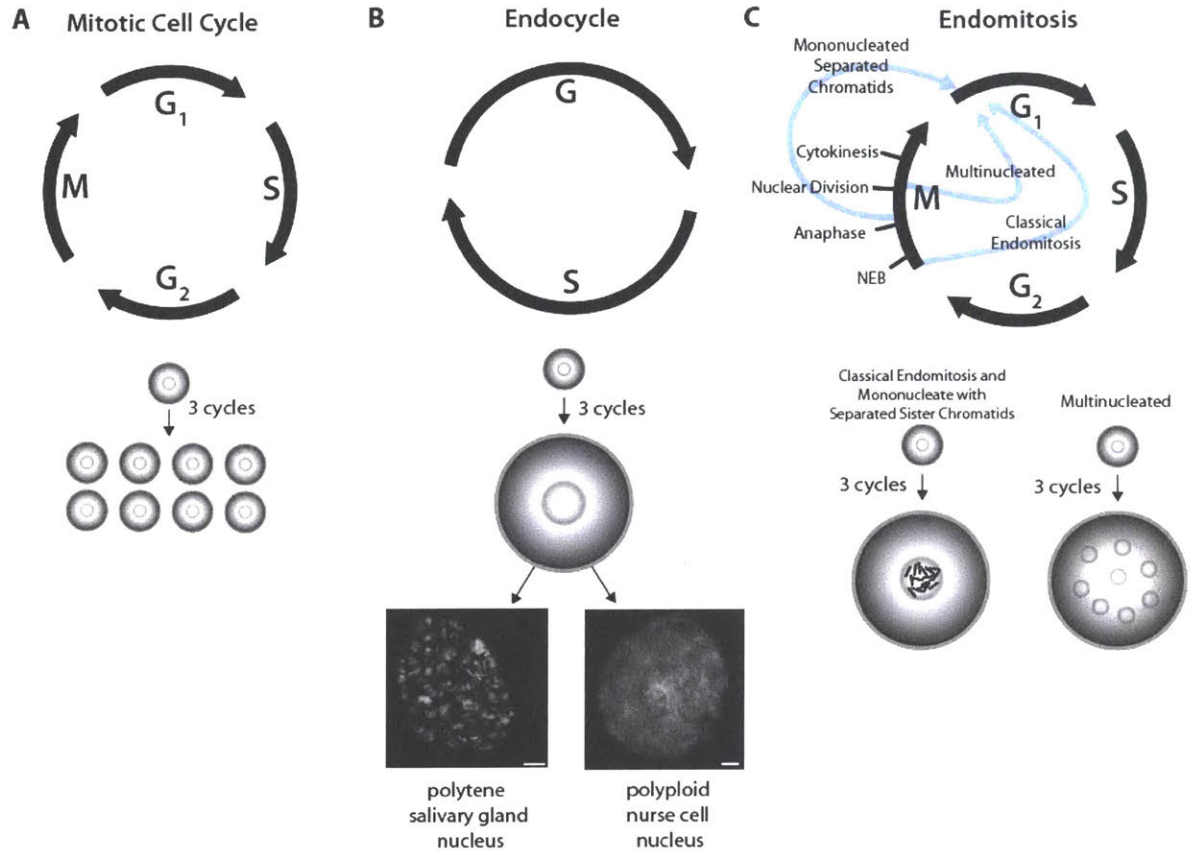 A
Mitotic Cell Cycle
G1
S
G2
M
3 cycles
B
Endocycle
G
S
3 cycles
polytene
salivary gland
nucleus
polyploid
nurse cell
nucleus
C
Endomitosis
Mononucleated
Separated
Chromatids
G1
Cytokinesis
Multinucleated
Nuclear Division
M
S
Anaphase
Classical
Endomitosis
NEB
G2
Classical Endomitosis and
Mononucleate with
Separated Sister Chromatids
3 cycles
Multinucleated
3 cycles